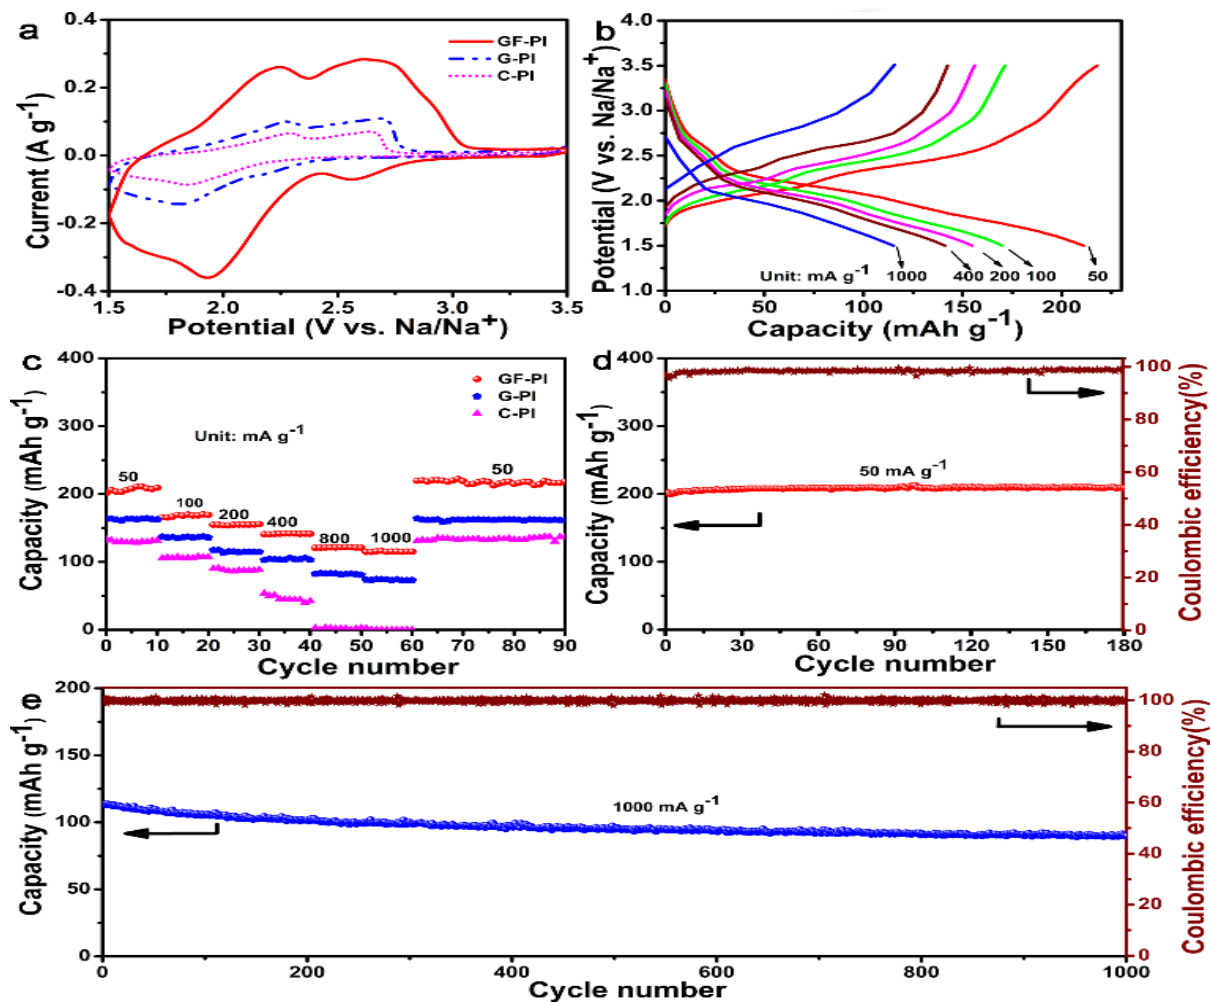 a
0.4
0.2
0.0
-0.2
-0.4
Current (A g-1)
GF-PI
G-PI
C-PI
1.5 2.0 2.5 3.0 3.5
Potential (V vs. Na/Na+)
b
4.0
3.5
3.0
2.5
2.0
1.5
1.0
Potential (V vs. Na/Na+)
Unit: mA g-1 1000 400 200 100 50
0 50 100 150 200
Capacity (mAh g-1)
c
400
300
200
100
0
Capacity (mAh g-1)
GF-PI
G-PI
C-PI
Unit: mA g-1
50 100 200 400 800 1000 50
0 10 20 30 40 50 60 70 80 90
Cycle number
d
400
300
200
100
0
Capacity (mAh g-1)
50 mA g-1
100
80
60
40
20
0
Coulombic efficiency(%)
0 30 60 90 120 150 180
Cycle number
e
200
150
100
50
0
Capacity (mAh g-1)
1000 mA g-1
100
80
60
40
20
0
Coulombic efficiency(%)
0 200 400 600 800 1000
Cycle number